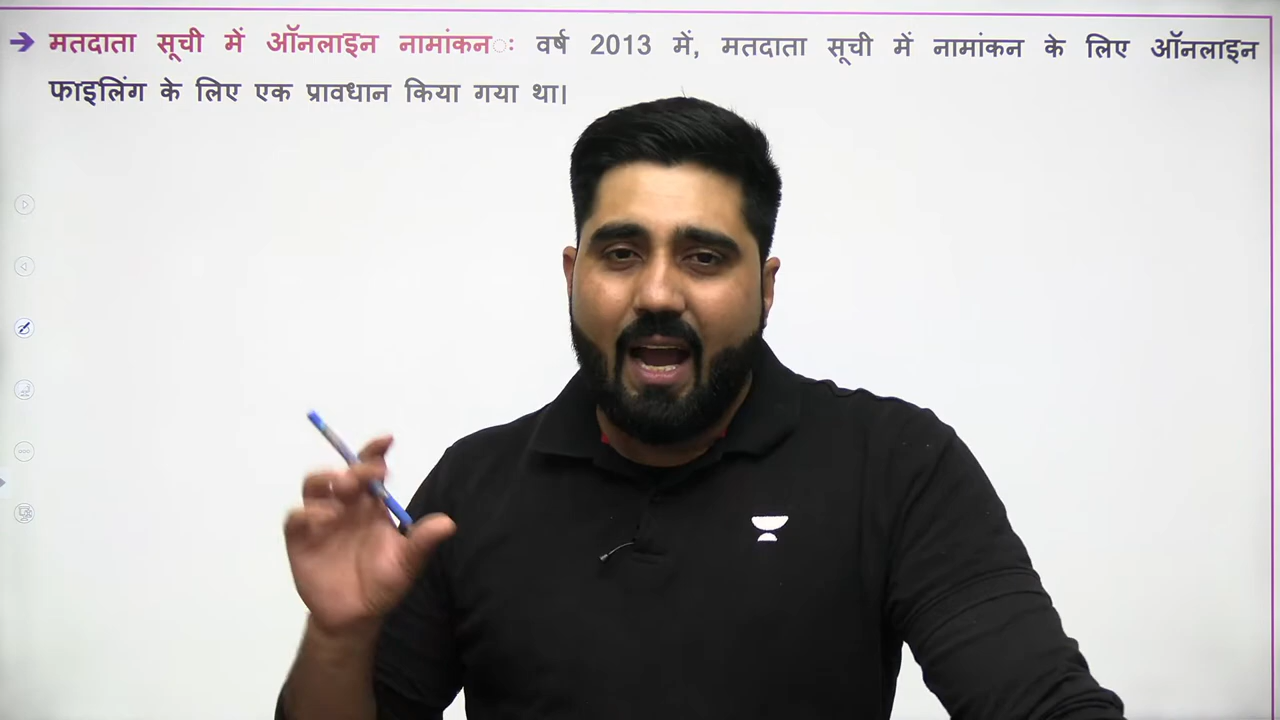 ➔ मतदाता सूची में ऑनलाइन नामांकनः वर्ष 2013 में, मतदाता सूची में नामांकन के लिए ऑनलाइन
फाइलिंग के लिए एक प्रावधान किया गया था।